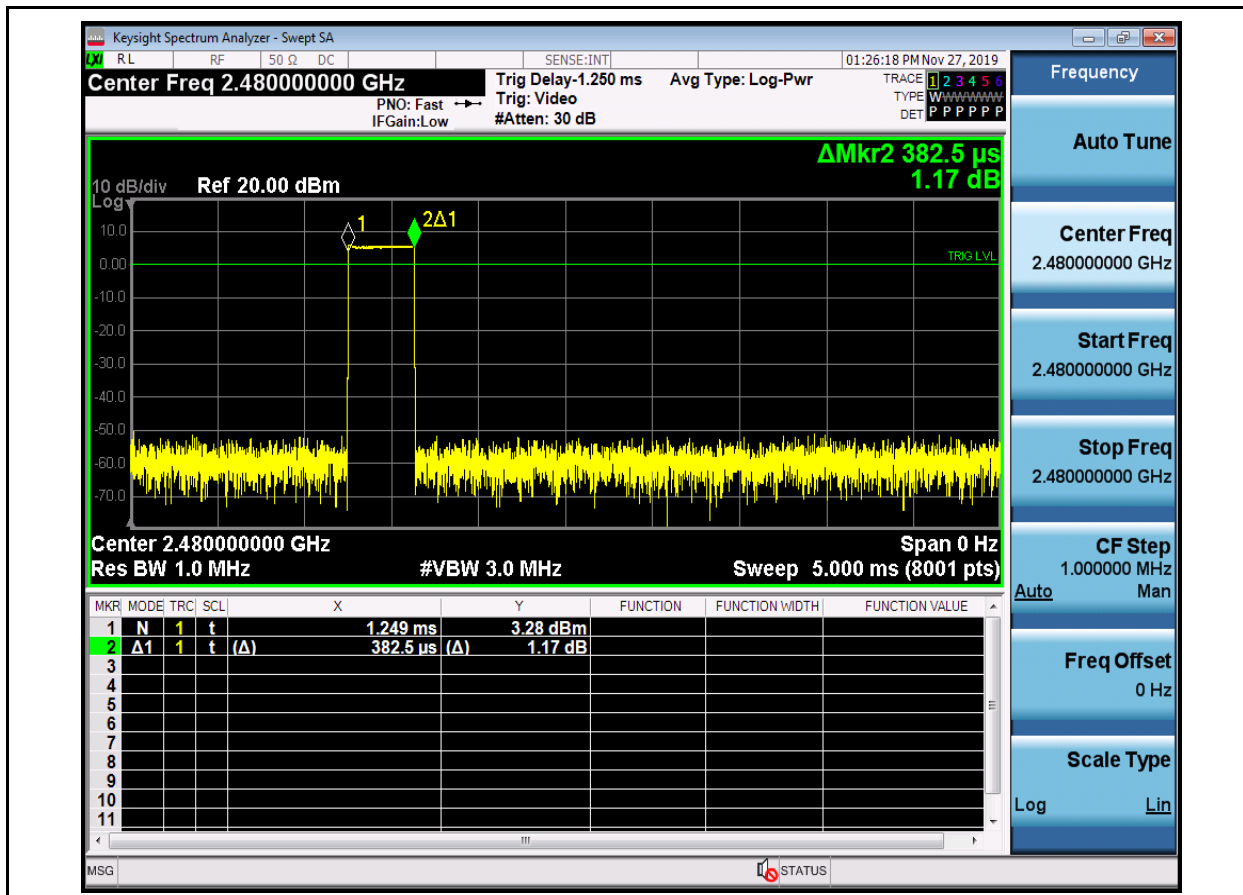 Keysight Spectrum Analyzer - Swept SA
LXI RL RF 50 Ω DC SENSE:INT 01:26:18 PM Nov 27, 2019
Center Freq 2.480000000 GHz Trig Delay-1.250 ms Avg Type: Log-Pwr TRACE 1 2 3 4 5 6
PNO: Fast Trig: Video TYPE WWWWWW
IFGain:Low #Atten: 30 dB DET P P P P P P
ΔMkr2 382.5 µs
1.17 dB
10 dB/div Ref 20.00 dBm
Log
1
2Δ1
10.0
0.00
TRIG LVL
-10.0
-20.0
-30.0
-40.0
-50.0
-60.0
-70.0
Center 2.480000000 GHz Span 0 Hz
Res BW 1.0 MHz #VBW 3.0 MHz Sweep 5.000 ms (8001 pts)
MKR MODE TRC SCL X Y FUNCTION FUNCTION WIDTH FUNCTION VALUE
1 N 1 t 1.249 ms 3.28 dBm
2 Δ1 1 t (Δ) 382.5 µs (Δ) 1.17 dB
3
4
5
6
7
8
9
10
11
MSG STATUS
Frequency
Auto Tune
Center Freq
2.480000000 GHz
Start Freq
2.480000000 GHz
Stop Freq
2.480000000 GHz
CF Step
1.000000 MHz
Auto Man
Freq Offset
0 Hz
Scale Type
Log Lin